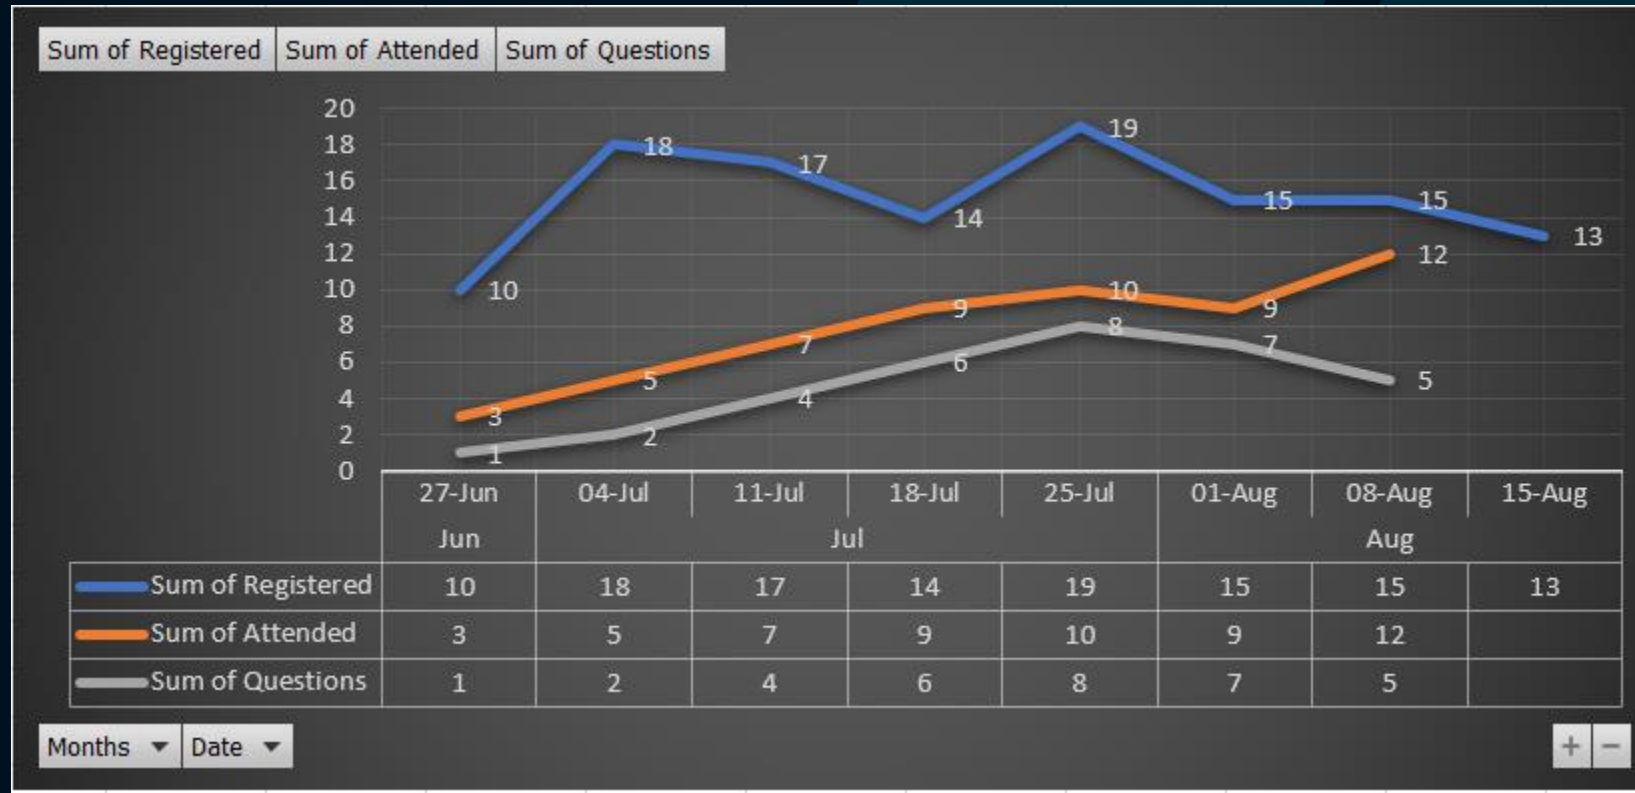 Sum of Registered Sum of Attended Sum of Questions
20
18
16
14
12
10
8
6
4
2
0
10 18 17 14 19 15 15 13
3 5 7 9 10 9 12
1 2 4 6 8 7 5
27-Jun 04-Jul 11-Jul 18-Jul 25-Jul 01-Aug 08-Aug 15-Aug
Jun Jul Aug
Sum of Registered 10 18 17 14 19 15 15 13
Sum of Attended 3 5 7 9 10 9 12
Sum of Questions 1 2 4 6 8 7 5
Months Date + −